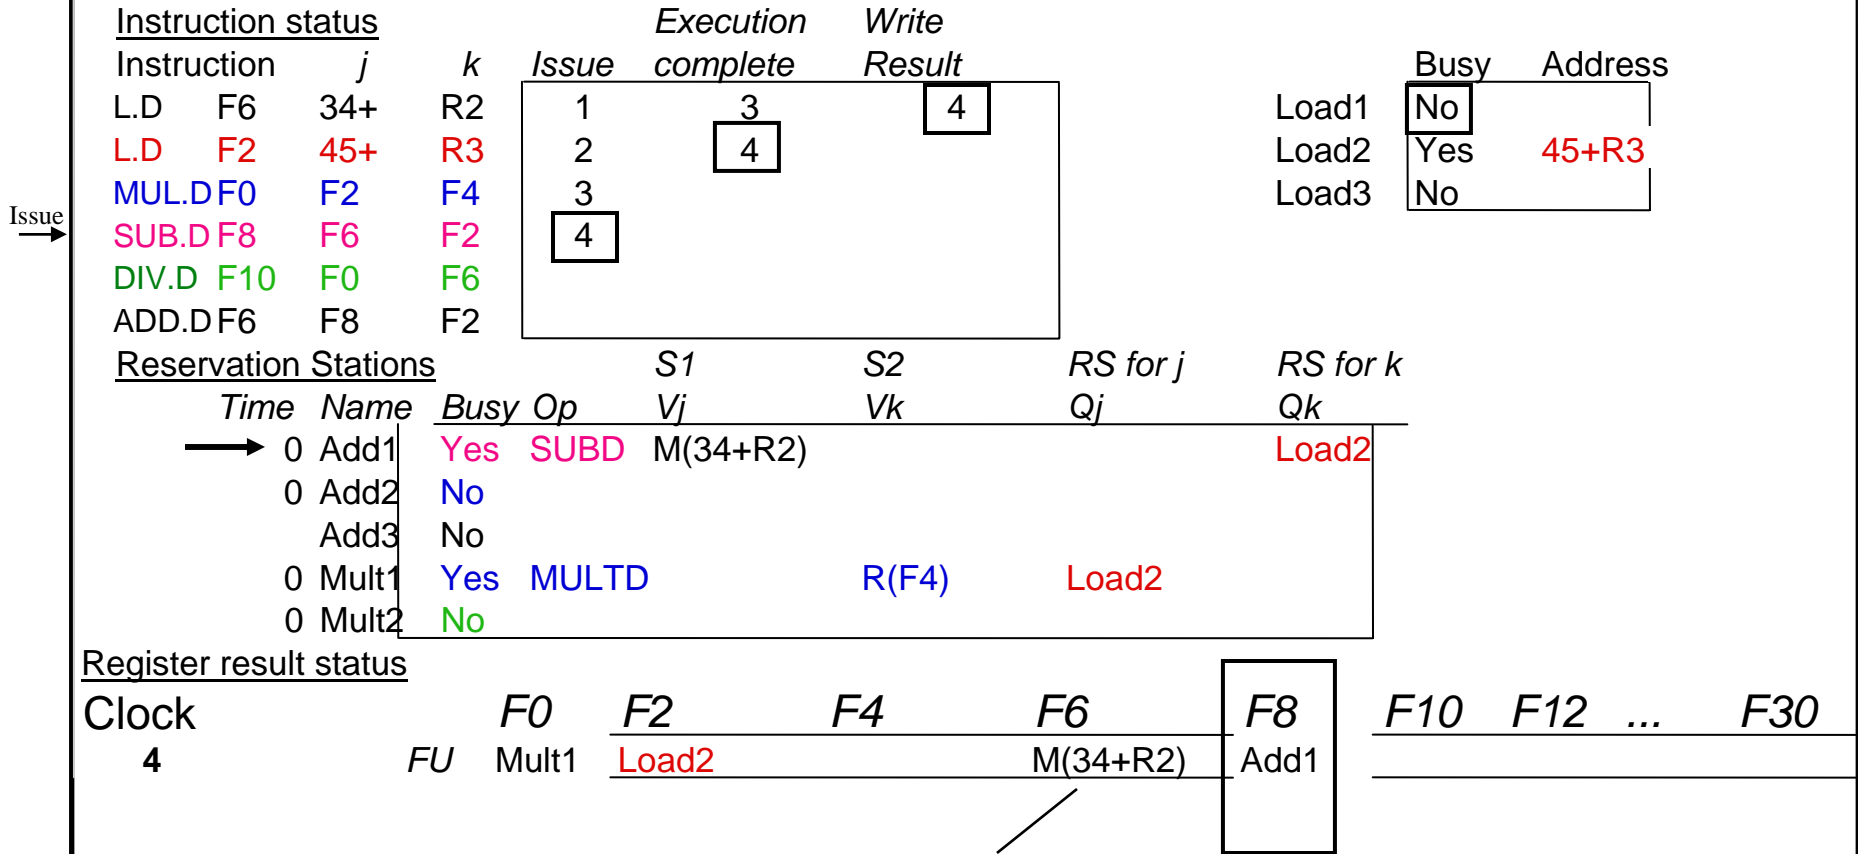 Instruction status Execution Write
Instruction j k Issue complete Result Busy Address
L.D F6 34+ R2 1 3 4 Load1 No
L.D F2 45+ R3 2 4 Load2 Yes 45+R3
MUL.D F0 F2 F4 3 Load3 No
Issue SUB.D F8 F6 F2 4
DIV.D F10 F0 F6
ADD.D F6 F8 F2
Reservation Stations S1 S2 RS for j RS for k
Time Name Busy Op Vj Vk Qj Qk
0 Add1 Yes SUBD M(34+R2) Load2
0 Add2 No
Add3 No
0 Mult1 Yes MULTD R(F4) Load2
0 Mult2 No
Register result status
Clock F0 F2 F4 F6 F8 F10 F12 ... F30
4 FU Mult1 Load2 M(34+R2) Add1